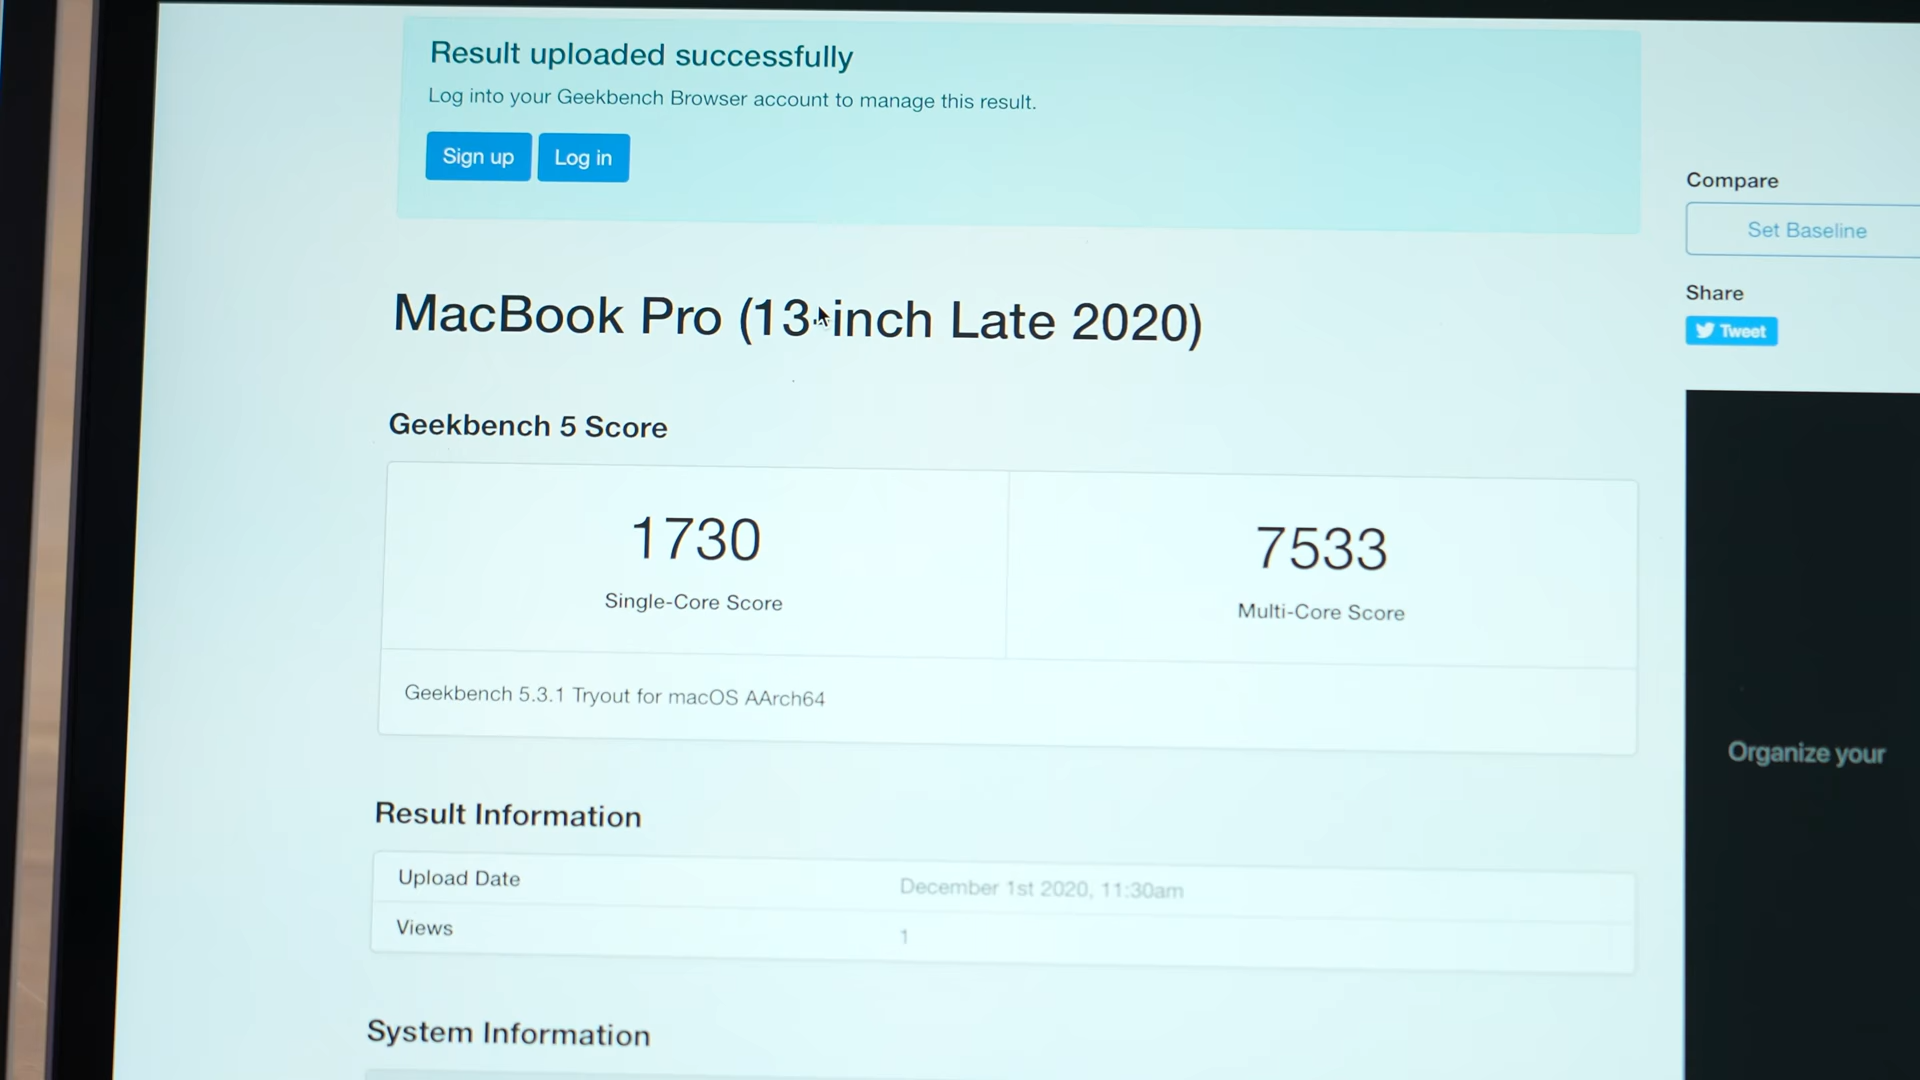 Result uploaded successfully
Log into your Geekbench Browser account to manage this result.
Sign up
Log in
Compare
Set Baseline
Share
Tweet
MacBook Pro (13-inch Late 2020)
Geekbench 5 Score
1730
Single-Core Score
7533
Multi-Core Score
Geekbench 5.3.1 Tryout for macOS AArch64
Organize your
Result Information
Upload Date
December 1st 2020, 11:30am
Views
1
System Information